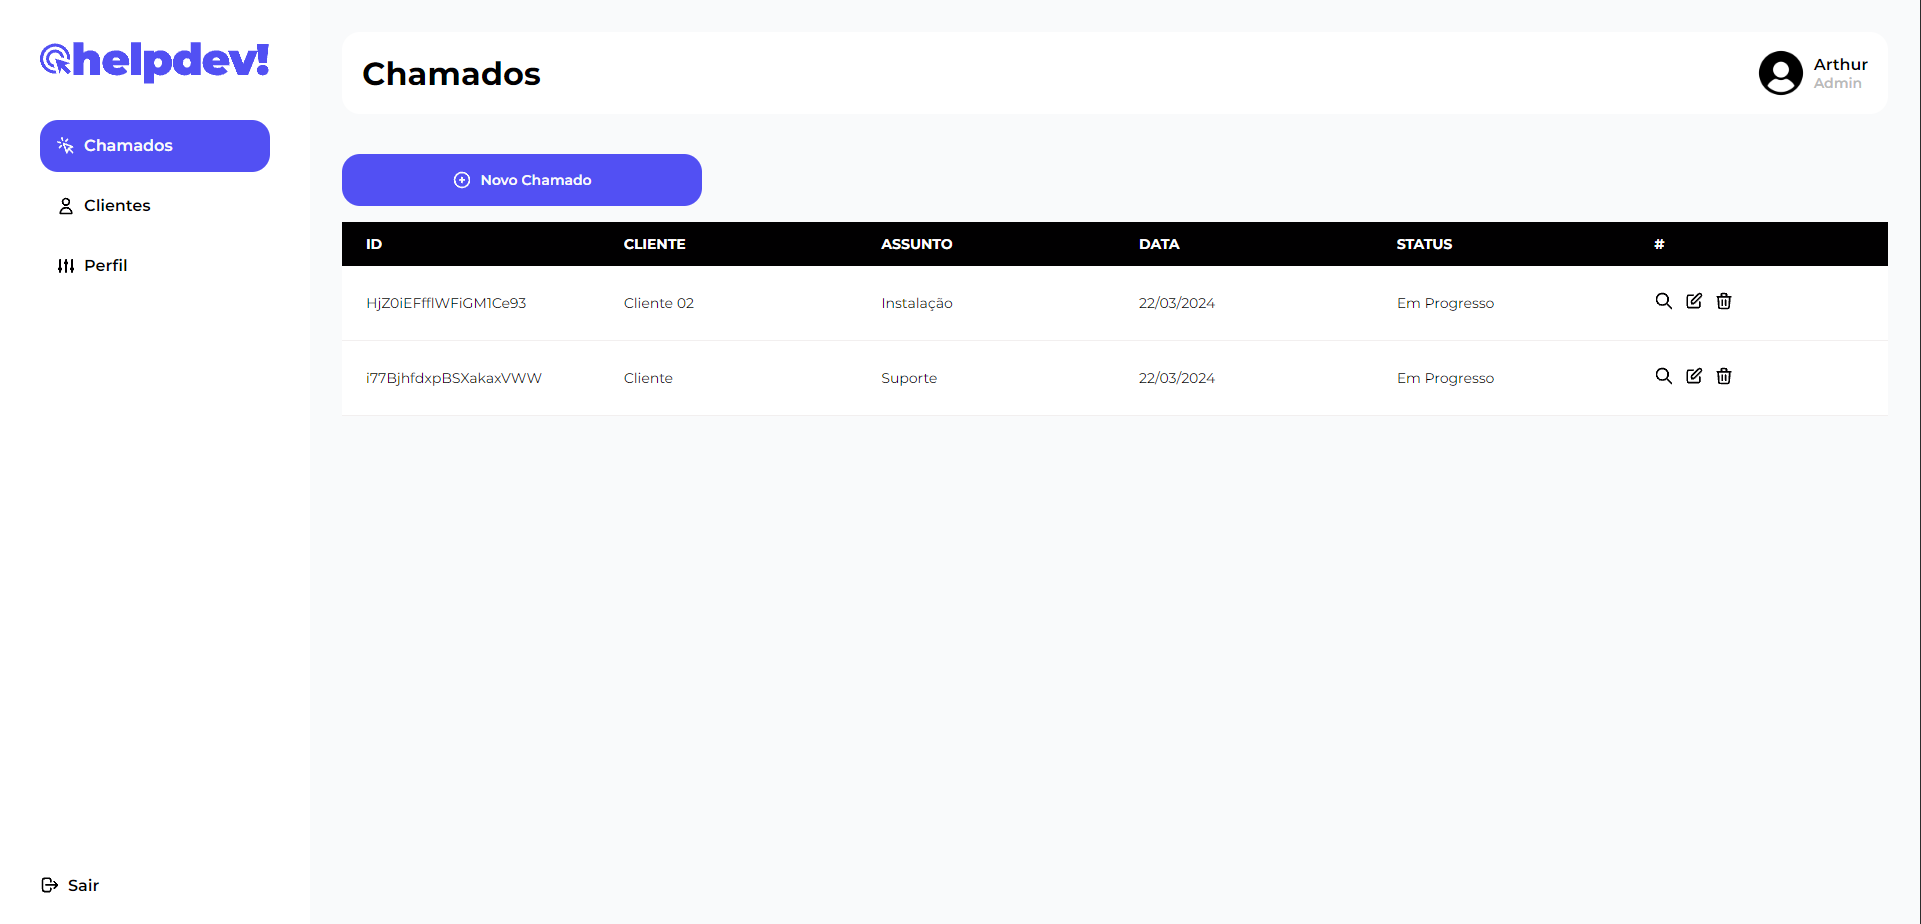 helpdev!
Chamados
Clientes
Perfil
Sair
Chamados
Arthur
Admin
Novo Chamado
ID CLIENTE ASSUNTO DATA STATUS #
HjZ0iEFfflWFiGM1Ce93 Cliente 02 Instalação 22/03/2024 Em Progresso
i77BjhfdxpBSXakaxVWW Cliente Suporte 22/03/2024 Em Progresso